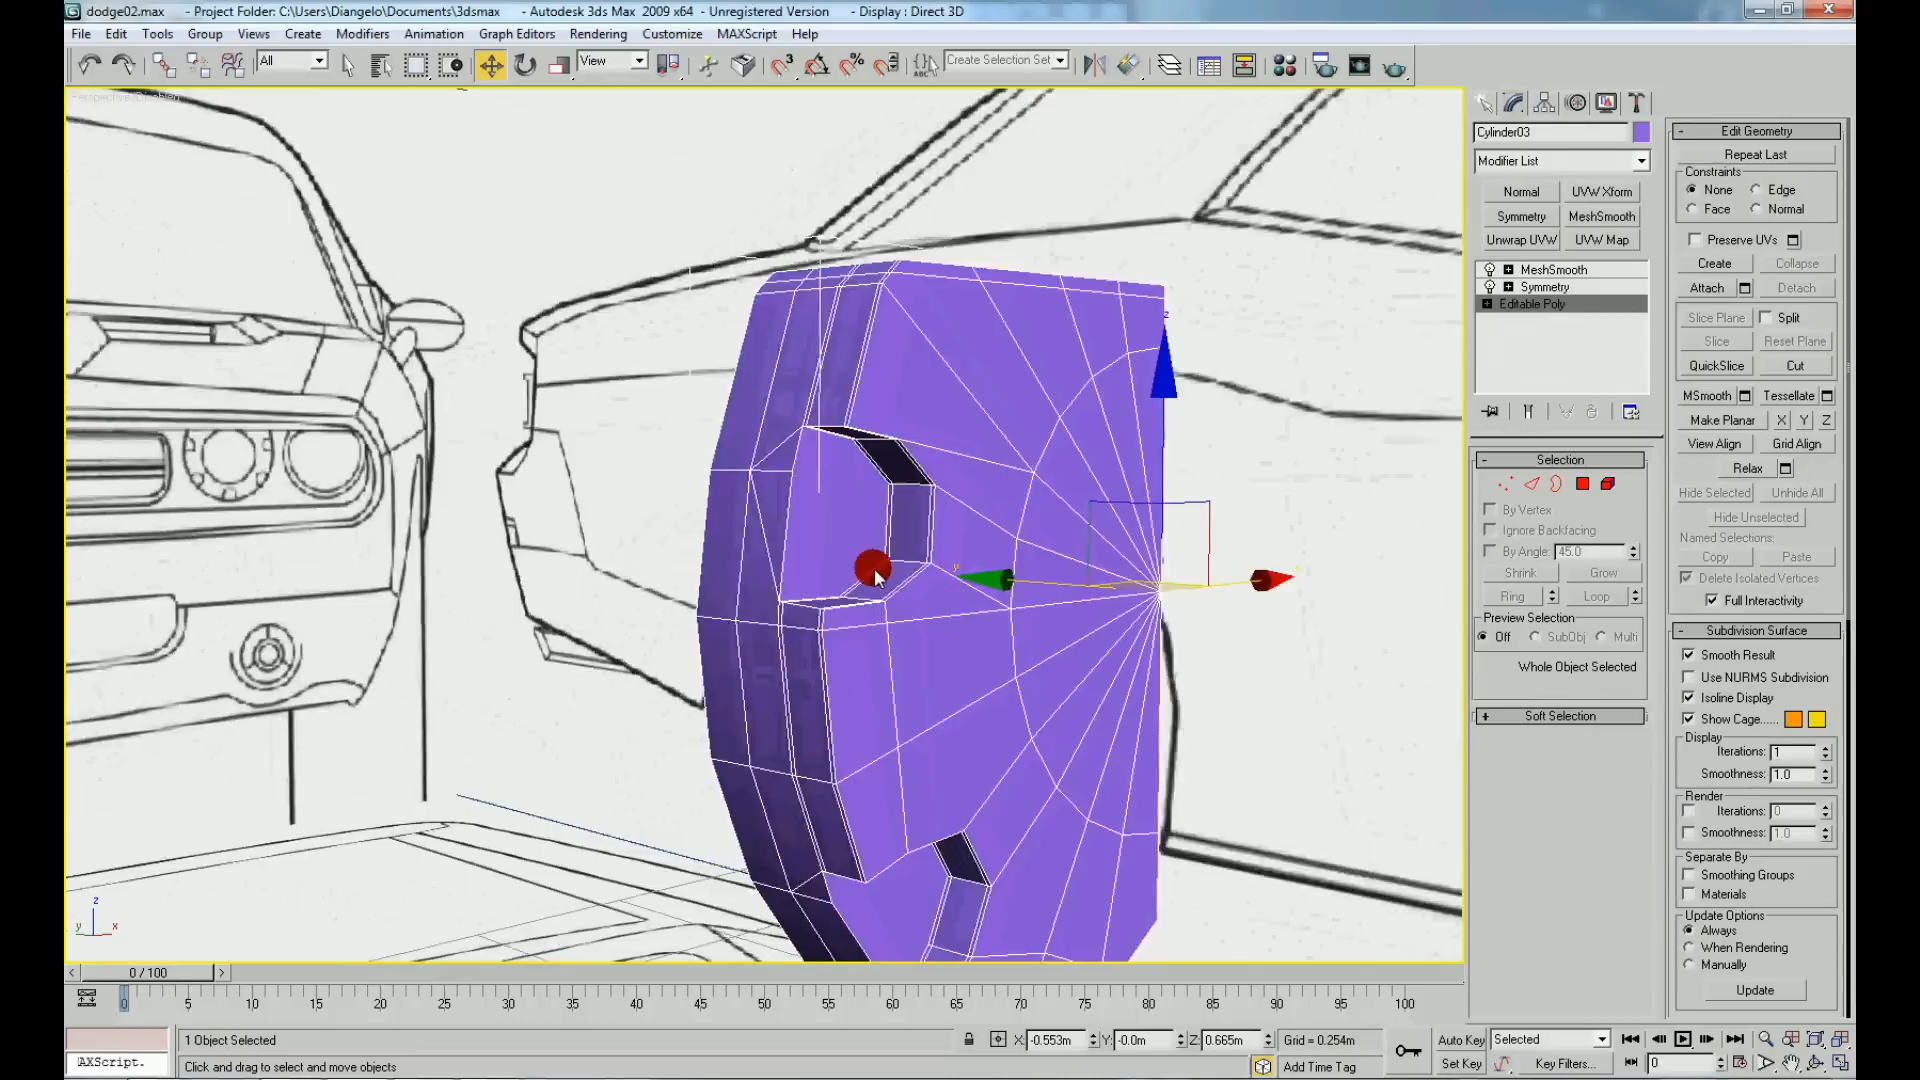 dodge02.max - Project Folder: C:\Users\Diangelo\Documents\3dsmax - Autodesk 3ds Max 2009 x64 - Unregistered Version - Display : Direct 3D
File Edit Tools Group Views Create Modifiers Animation Graph Editors Rendering Customize MAXScript Help
All View 3 ABC Create Selection Set
Cylinder03
Modifier List
Normal UVW Xform
Symmetry MeshSmooth
Unwrap UVW UVW Map
MeshSmooth
Symmetry
Editable Poly
Selection
By Vertex
Ignore Backfacing
By Angle: 45.0
Shrink Grow
Ring Loop
Preview Selection
Off SubObj Multi
Whole Object Selected
+ Soft Selection
- Edit Geometry
Repeat Last
Constraints
None Edge
Face Normal
Preserve UVs
Create Collapse
Attach Detach
Slice Plane Split
Slice Reset Plane
QuickSlice Cut
MSmooth Tessellate
Make Planar X Y Z
View Align Grid Align
Relax
Hide Selected Unhide All
Hide Unselected
Named Selections:
Copy Paste
Delete Isolated Vertices
Full Interactivity
- Subdivision Surface
Smooth Result
Use NURMS Subdivision
Isoline Display
Show Cage......
Display
Iterations: 1
Smoothness: 1.0
Render
Iterations: 0
Smoothness: 1.0
Separate By
Smoothing Groups
Materials
Update Options
Always
When Rendering
Manually
Update
z
y
z
y x
< 0 / 100 >
0 5 10 15 20 25 30 35 40 45 50 55 60 65 70 75 80 85 90 95 100
1 Object Selected X: -0.553m Y: -0.0m Z: 0.665m Grid = 0.254m Auto Key Selected
AXScript. Click and drag to select and move objects Add Time Tag Set Key Key Filters... 0